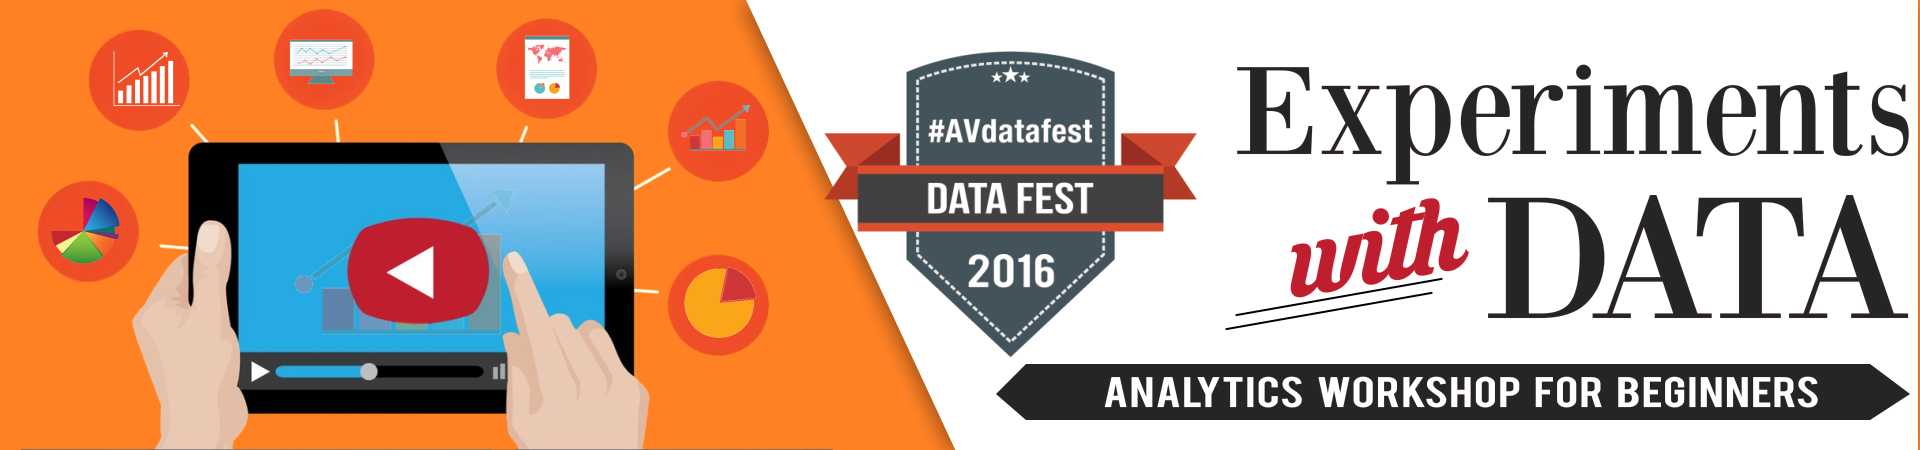 #AVdatafest
DATA FEST
2016
Experiments
with DATA
ANALYTICS WORKSHOP FOR BEGINNERS